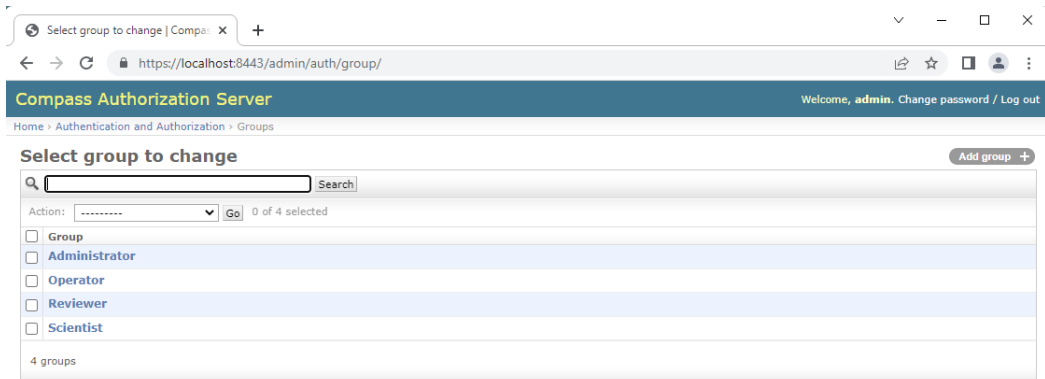 Select group to change | Compas
https://localhost:8443/admin/auth/group/
Compass Authorization Server
Welcome, admin. Change password / Log out
Home › Authentication and Authorization › Groups
Select group to change
Add group +
Search
Action: --------- Go 0 of 4 selected
Group
Administrator
Operator
Reviewer
Scientist
4 groups